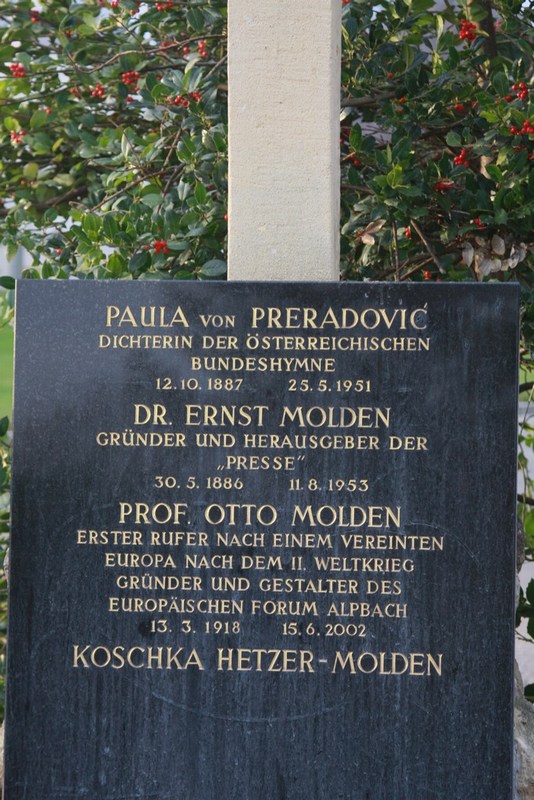 PAULA VON PRERADOVIĆ
DICHTERIN DER ÖSTERREICHISCHEN
BUNDESHYMNE
12.10.1887 25.5.1951
DR. ERNST MOLDEN
GRÜNDER UND HERAUSGEBER DER
„PRESSE“
30.5.1886 11.8.1953
PROF. OTTO MOLDEN
ERSTER RUFER NACH EINEM VEREINTEN
EUROPA NACH DEM II. WELTKRIEG
GRÜNDER UND GESTALTER DES
EUROPÄISCHEN FORUM ALPBACH
13.3.1918 15.6.2002
KOSCHKA HETZER-MOLDEN